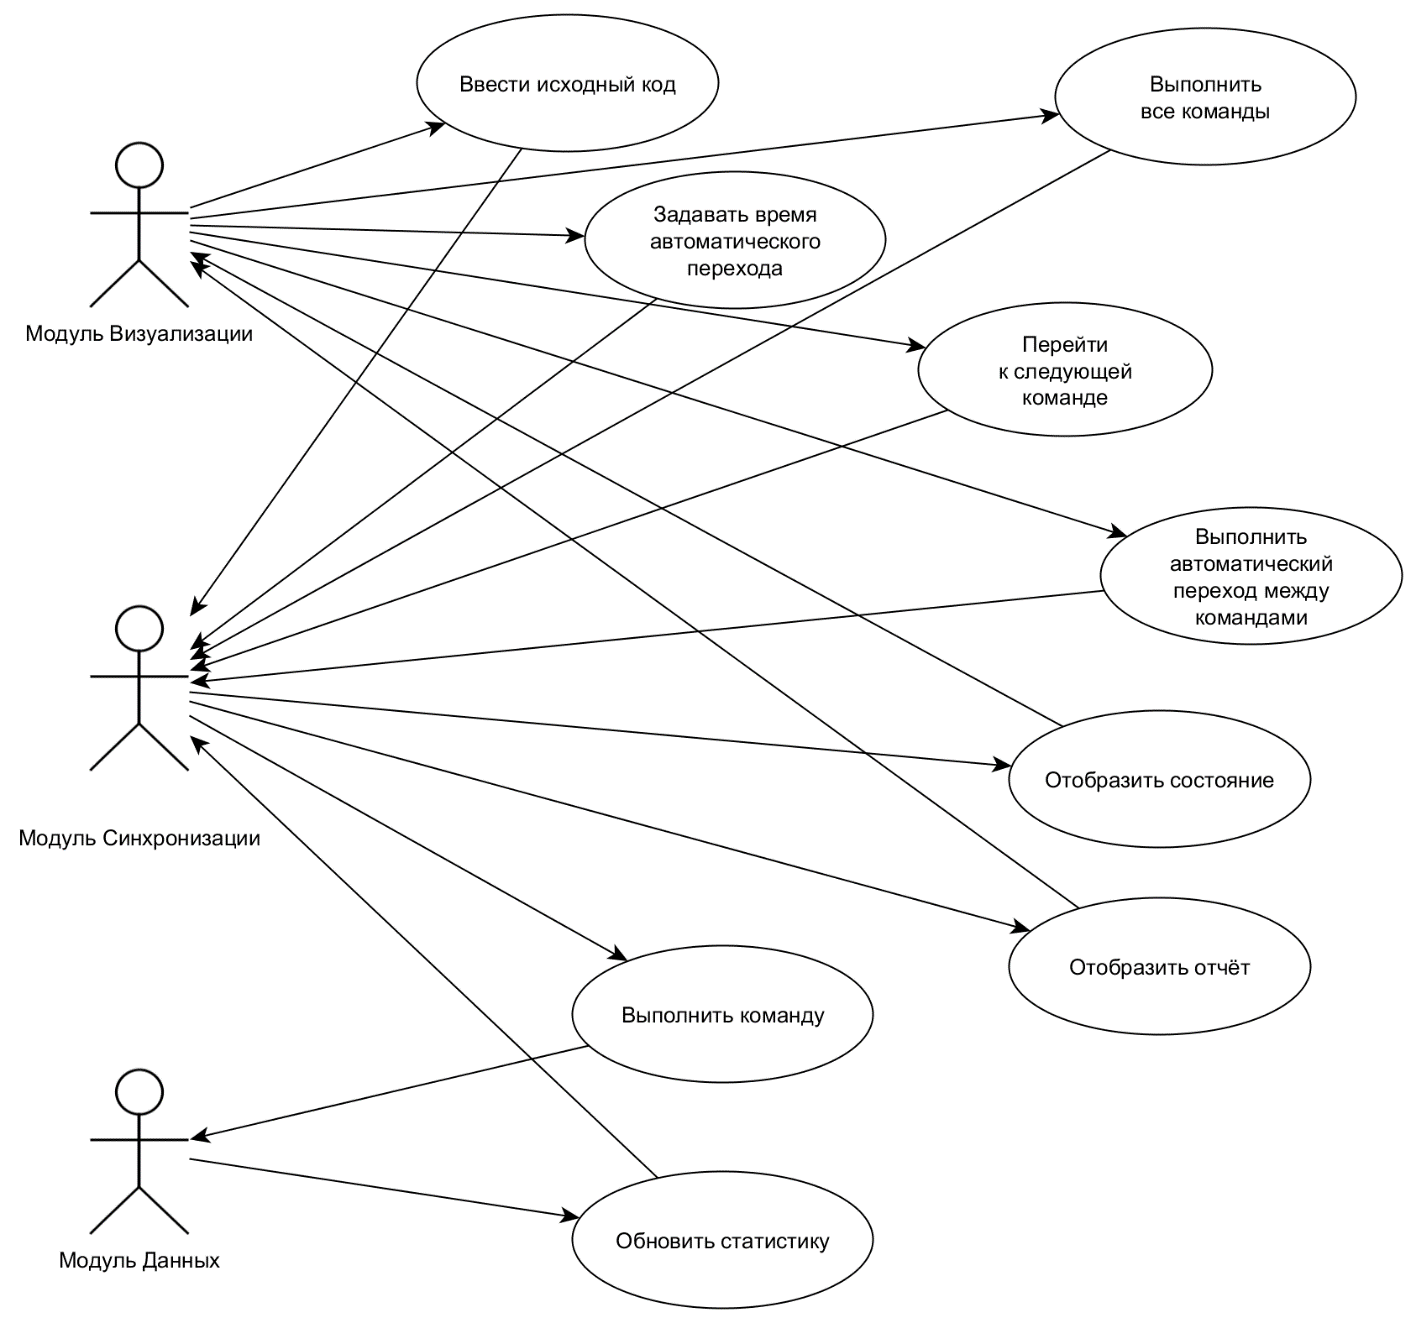 Ввести исходный код
Выполнить
все команды
Задавать время
автоматического
перехода
Модуль Визуализации
Перейти
к следующей
команде
Выполнить
автоматический
переход между
командами
Отобразить состояние
Модуль Синхронизации
Отобразить отчёт
Выполнить команду
Обновить статистику
Модуль Данных